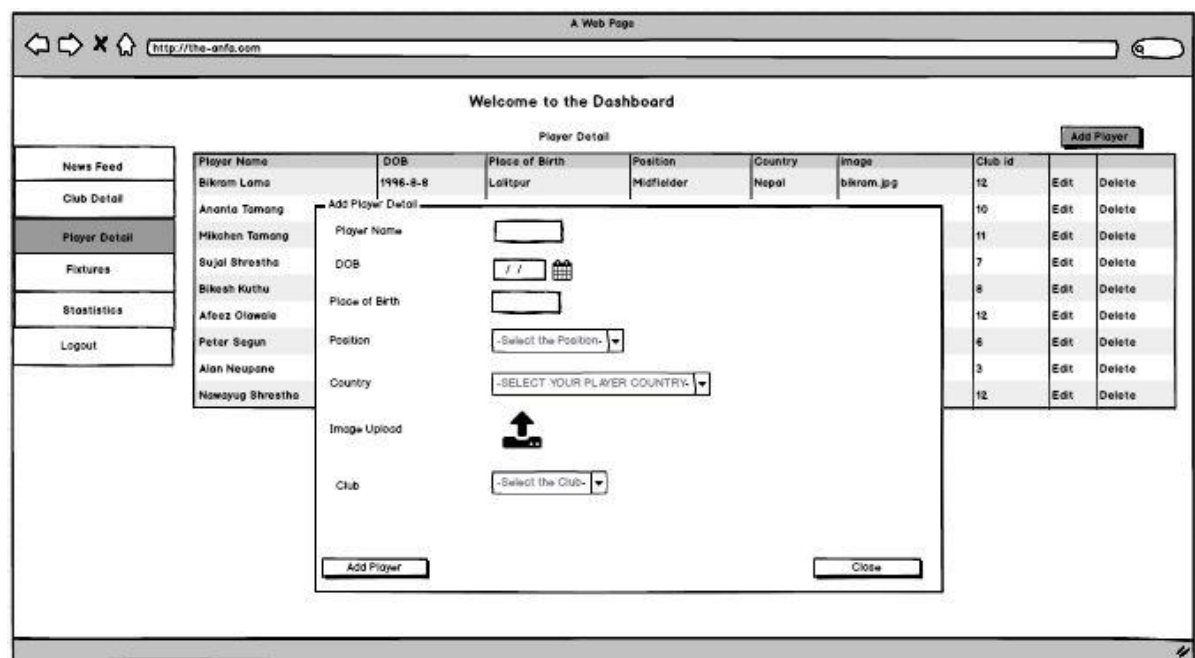 A Web Page
http://the-anfa.com
Welcome to the Dashboard
Player Detail
Add Player
News Feed
Club Detail
Player Detail
Fixtures
Stastistics
Logout
Player Name DOB Place of Birth Position Country Image Club id
Bikram Lama 1996-8-8 Lalitpur Midfielder Nepal bikram.jpg 12 Edit Delete
Ananta Tamang 10 Edit Delete
Mikchen Tamang 11 Edit Delete
Sujal Shrestha 7 Edit Delete
Bikesh Kuthu 8 Edit Delete
Afeez Olawale 12 Edit Delete
Peter Segun 6 Edit Delete
Alan Neupane 3 Edit Delete
Nawayug Shrestha 12 Edit Delete
Add Player Detail
Player Name
DOB / /
Place of Birth
Position -Select the Position-
Country -SELECT YOUR PLAYER COUNTRY-
Image Upload
Club -Select the Club-
Add Player Close